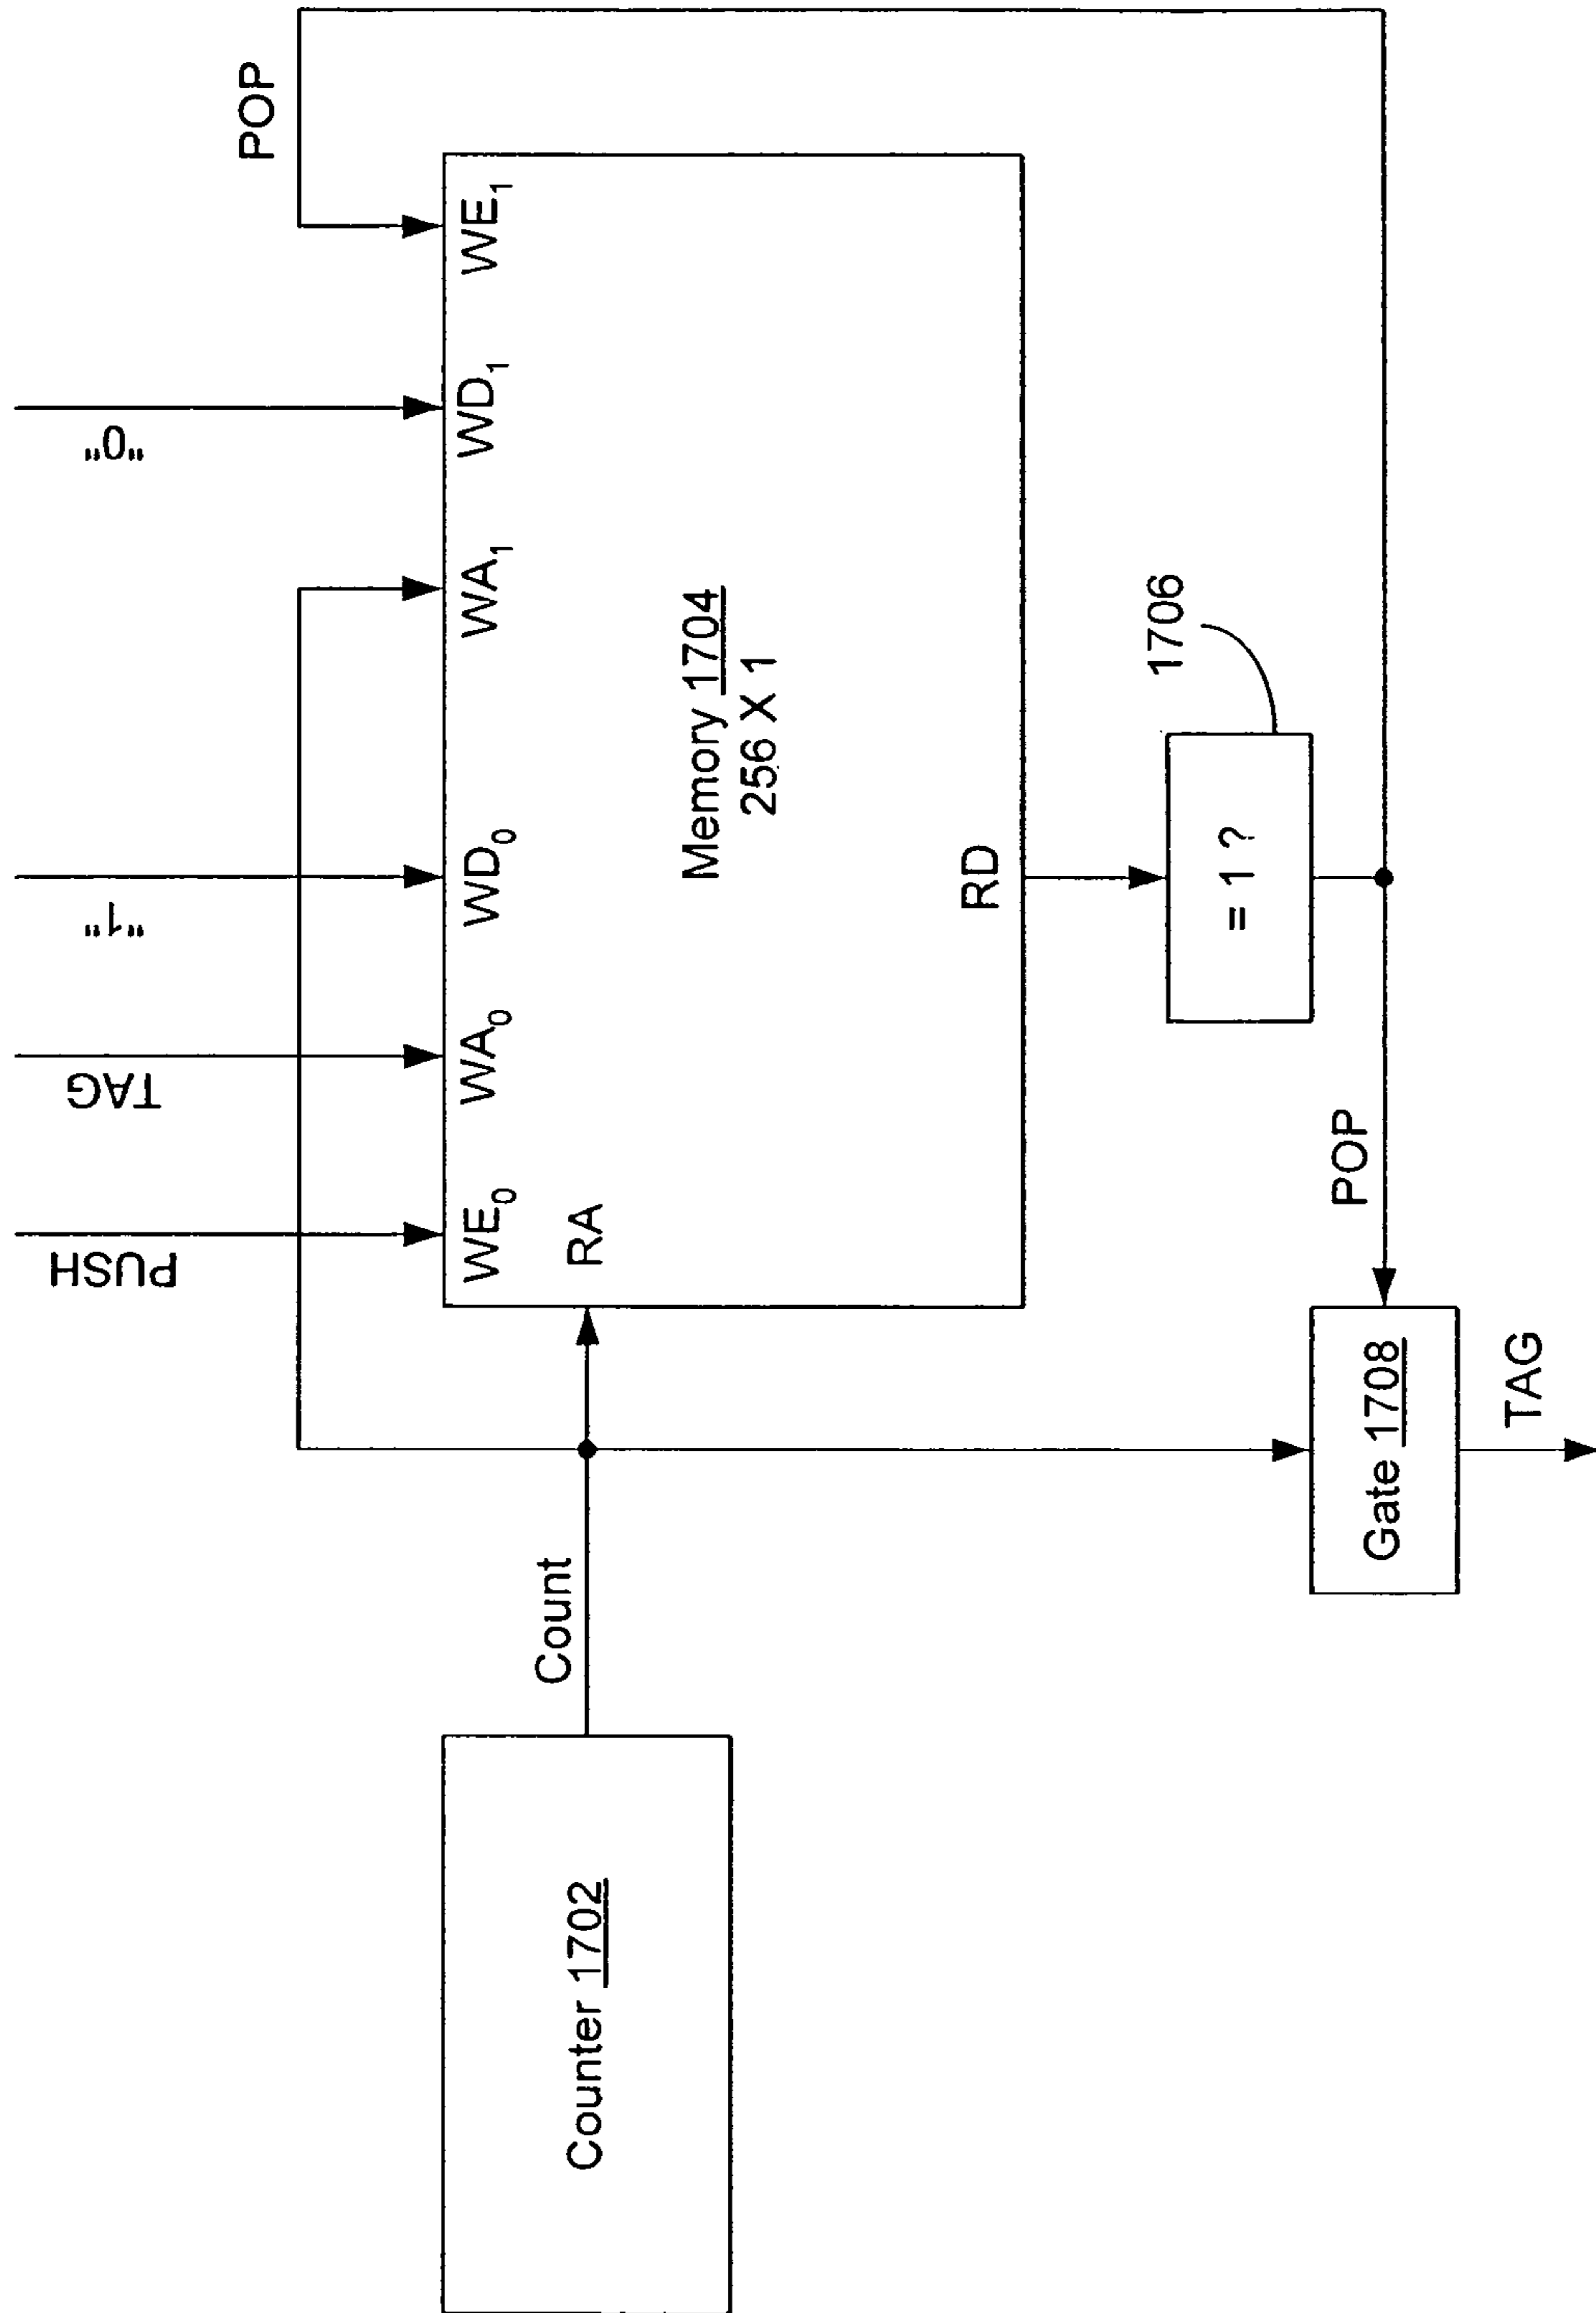 POP
"0"
"1"
TAG
PUSH
WE₁
WD₁
WA₁
WD₀
WA₀
WE₀
RA
Memory 1704
256 X 1
RD
1706
= 1 ?
Count
Counter 1702
POP
Gate 1708
TAG